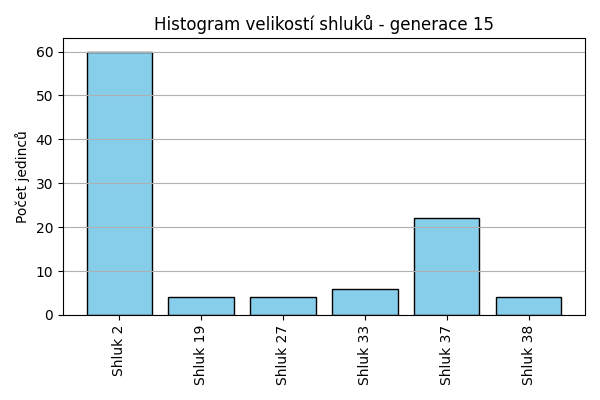 Histogram velikostí shluků - generace 15
Počet jedinců
60
50
40
30
20
10
0
Shluk 2
Shluk 19
Shluk 27
Shluk 33
Shluk 37
Shluk 38